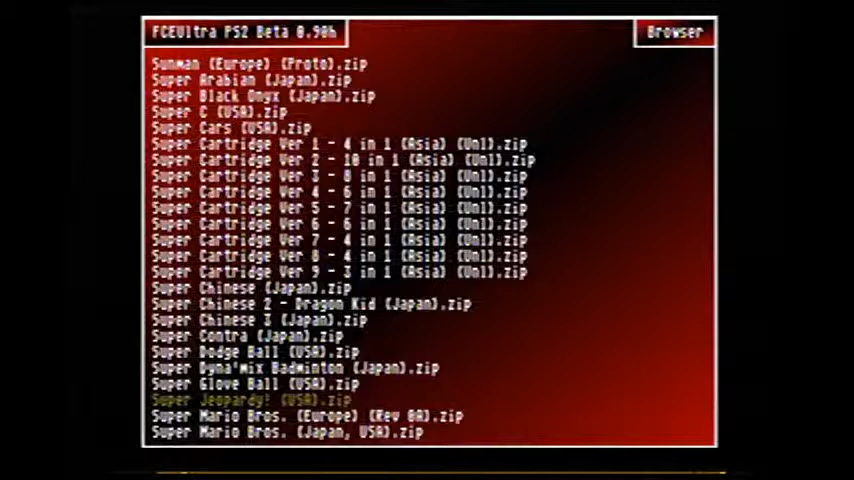 FCEUltra PS2 Beta 0.90h
Browser
Sunman (Europe) (Proto).zip
Super Arabian (Japan).zip
Super Black Onyx (Japan).zip
Super C (USA).zip
Super Cars (USA).zip
Super Cartridge Ver 1 - 4 in 1 (Asia) (Unl).zip
Super Cartridge Ver 2 - 10 in 1 (Asia) (Unl).zip
Super Cartridge Ver 3 - 8 in 1 (Asia) (Unl).zip
Super Cartridge Ver 4 - 6 in 1 (Asia) (Unl).zip
Super Cartridge Ver 5 - 7 in 1 (Asia) (Unl).zip
Super Cartridge Ver 6 - 6 in 1 (Asia) (Unl).zip
Super Cartridge Ver 7 - 4 in 1 (Asia) (Unl).zip
Super Cartridge Ver 8 - 4 in 1 (Asia) (Unl).zip
Super Cartridge Ver 9 - 3 in 1 (Asia) (Unl).zip
Super Chinese (Japan).zip
Super Chinese 2 - Dragon Kid (Japan).zip
Super Chinese 3 (Japan).zip
Super Contra (Japan).zip
Super Dodge Ball (USA).zip
Super Dyna'Mix Badminton (Japan).zip
Super Glove Ball (USA).zip
Super Jeopardy! (USA).zip
Super Mario Bros. (Europe) (Rev 0A).zip
Super Mario Bros. (Japan, USA).zip